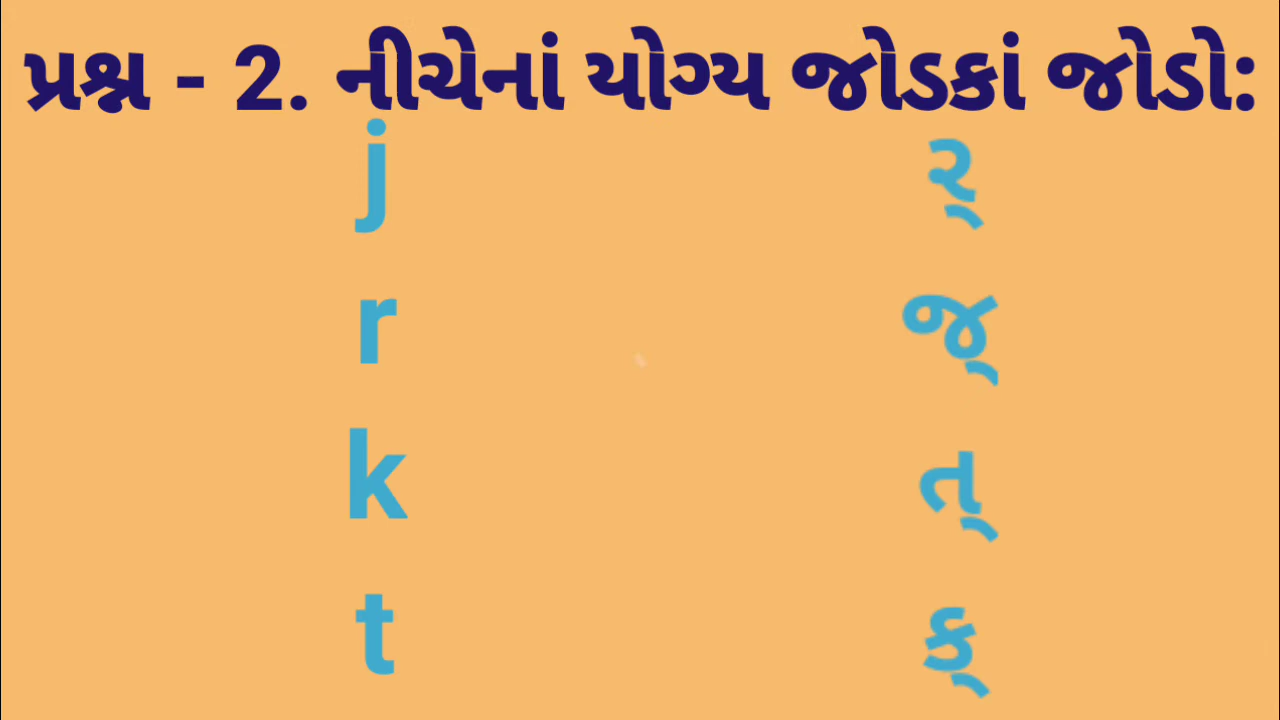 પ્રશ્ન - 2. નીચેનાં યોગ્ય જોડકાં જોડો:
j ર્
r જ્
k ત્
t ક્